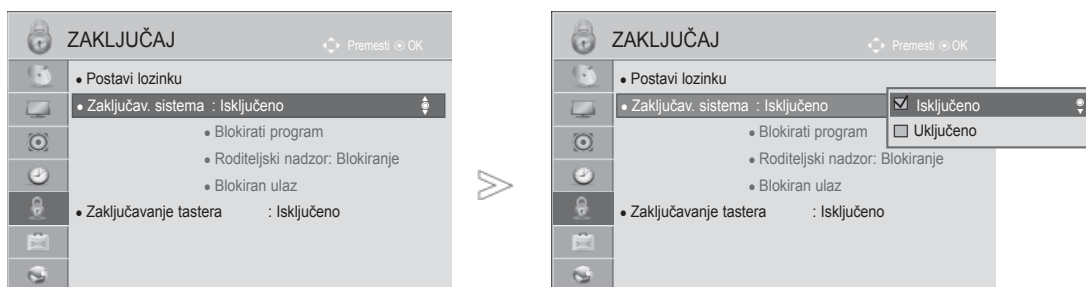 ZAKLJUČAJ
Premesti OK
• Postavi lozinku
• Zaključav. sistema : Isključeno
• Blokirati program
• Roditeljski nadzor: Blokiranje
• Blokiran ulaz
• Zaključavanje tastera : Isključeno
ZAKLJUČAJ
Premesti OK
• Postavi lozinku
• Zaključav. sistema : Isključeno
Isključeno
Uključeno
• Blokirati program
• Roditeljski nadzor: Blokiranje
• Blokiran ulaz
• Zaključavanje tastera : Isključeno